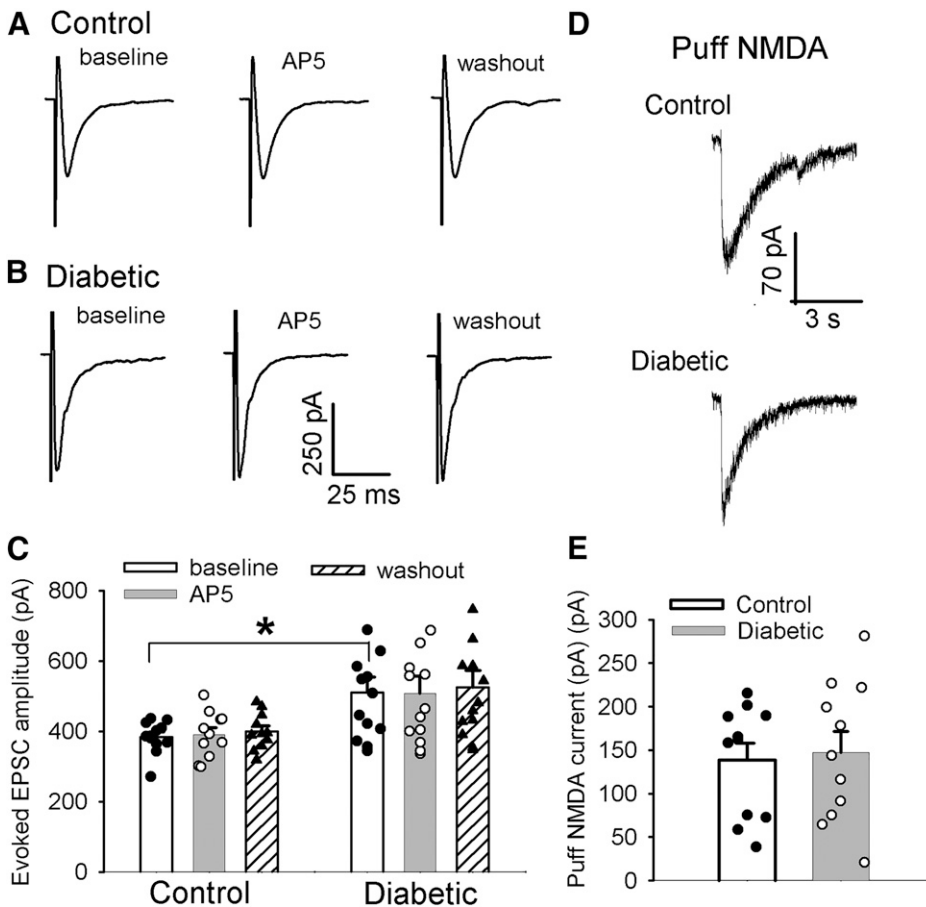 A Control
baseline AP5 washout
B Diabetic
baseline AP5 washout
250 pA
25 ms
C baseline washout
AP5
Evoked EPSC amplitude (pA)
800
600
400
200
0
*
Control Diabetic
D
Puff NMDA
Control
70 pA
3 s
Diabetic
E
Control
Diabetic
Puff NMDA current (pA) (pA)
300
250
200
150
100
50
0